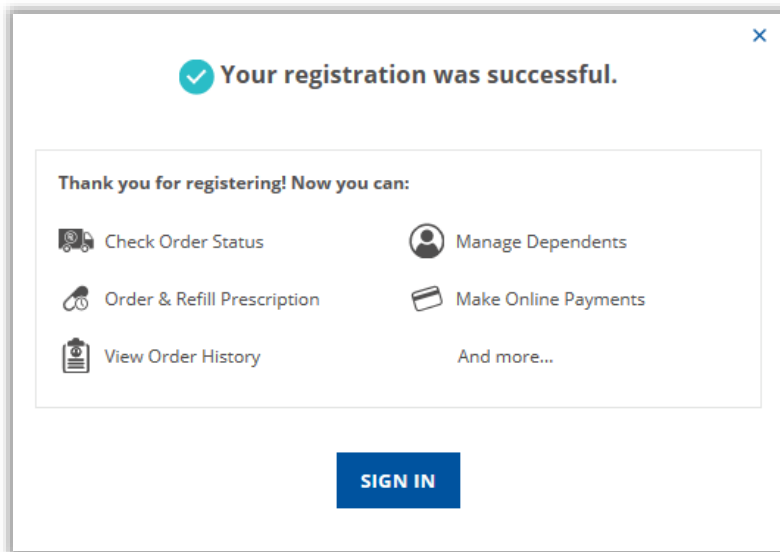 Your registration was successful.
Thank you for registering! Now you can:
Check Order Status
Manage Dependents
Order & Refill Prescription
Make Online Payments
View Order History
And more...
SIGN IN